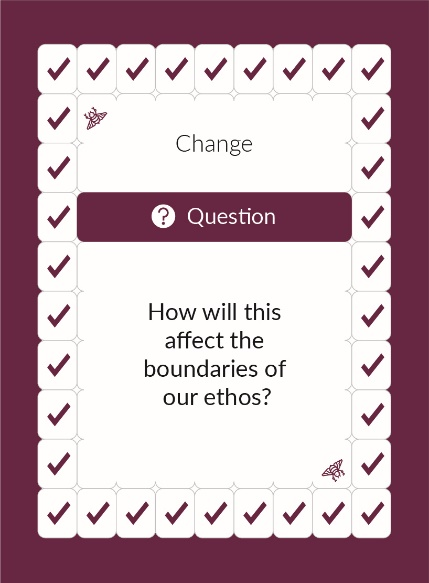 Change
? Question
How will this
affect the
boundaries of
our ethos?